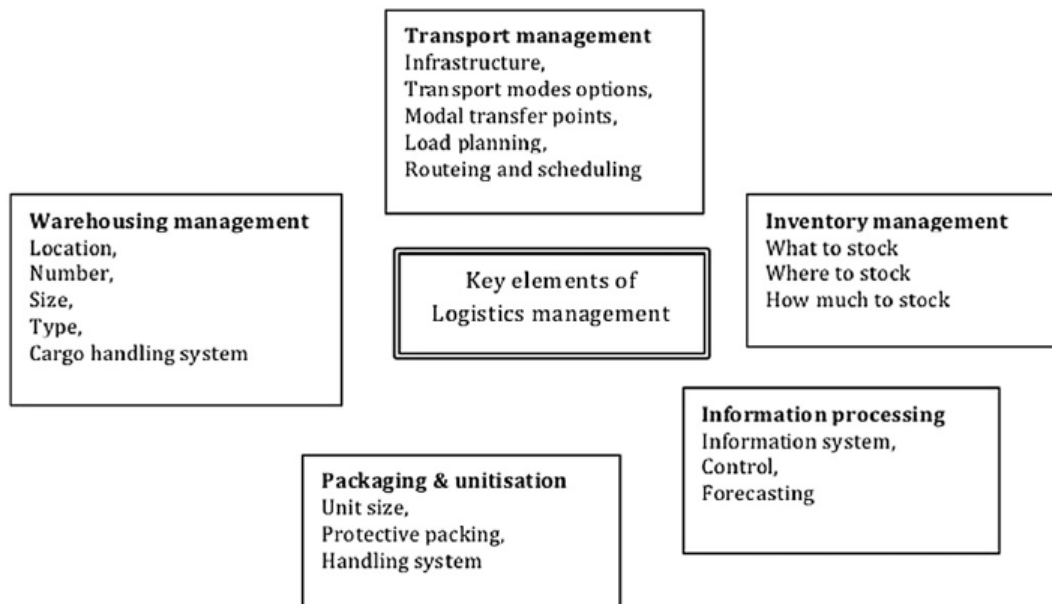 Transport management
Infrastructure,
Transport modes options,
Modal transfer points,
Load planning,
Routeing and scheduling
Warehousing management
Location,
Number,
Size,
Type,
Cargo handling system
Key elements of
Logistics management
Inventory management
What to stock
Where to stock
How much to stock
Information processing
Information system,
Control,
Forecasting
Packaging & unitisation
Unit size,
Protective packing,
Handling system